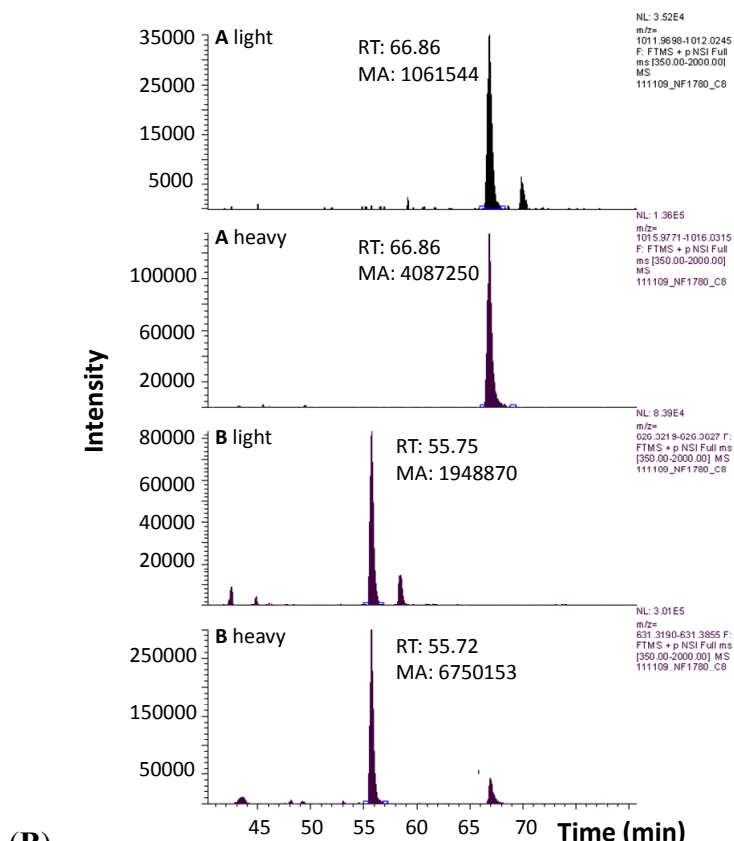 NL: 3.52E4
m/z=
1011.9698-1012.0245
F: FTMS + p NSI Full
ms [350.00-2000.00]
MS
111109_NF1780_C8
A light
RT: 66.86
MA: 1061544
35000
25000
15000
5000
NL: 1.36E5
m/z=
1015.9771-1016.0315
F: FTMS + p NSI Full
ms [350.00-2000.00]
MS
111109_NF1780_C8
A heavy
RT: 66.86
MA: 4087250
100000
60000
20000
Intensity
NL: 8.39E4
m/z=
626.3219-626.3627 F:
FTMS + p NSI Full ms
[350.00-2000.00] MS
111109_NF1780_C8
B light
RT: 55.75
MA: 1948870
80000
60000
40000
20000
NL: 3.01E5
m/z=
631.3190-631.3855 F:
FTMS + p NSI Full ms
[350.00-2000.00] MS
111109_NF1780_C8
B heavy
RT: 55.72
MA: 6750153
250000
150000
50000
45 50 55 60 65 70 Time (min)
(B)